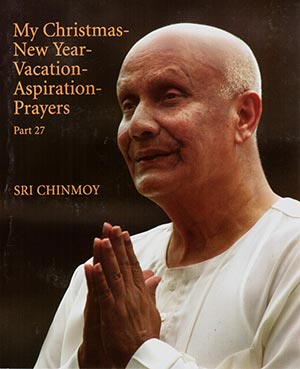 My Christmas-
New Year-
Vacation-
Aspiration-
Prayers
Part 27
SRI CHINMOY